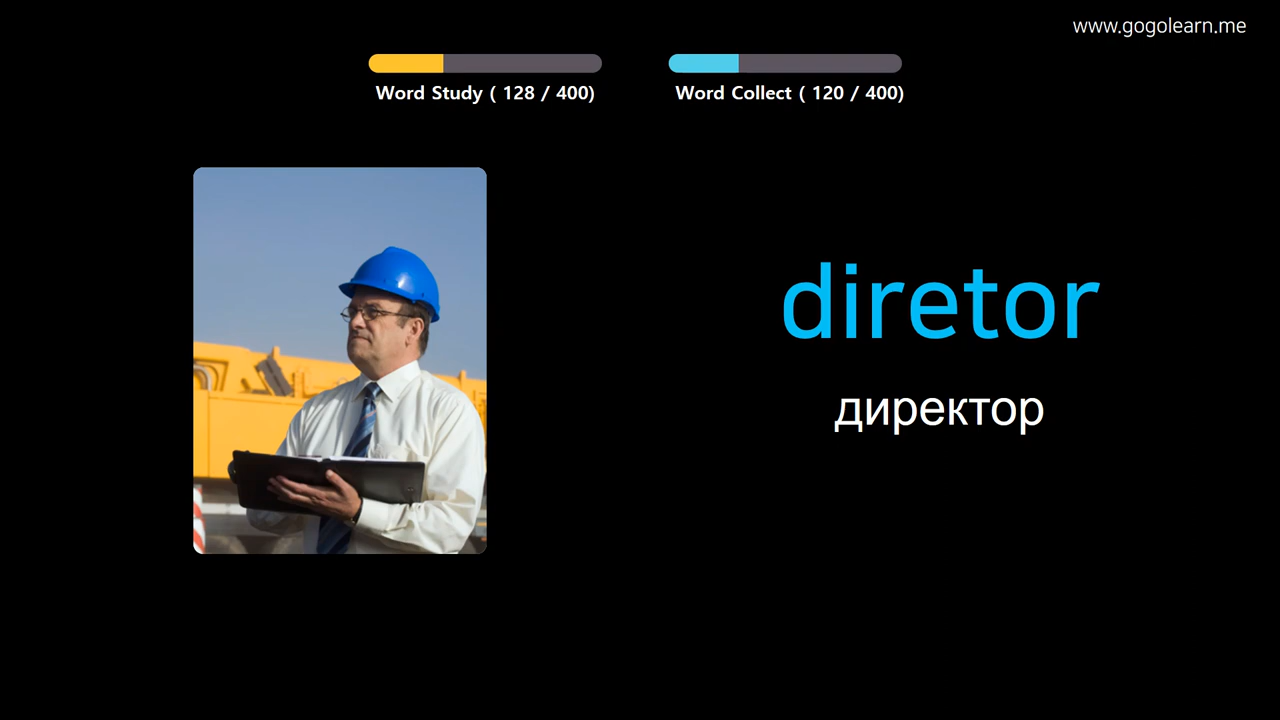 www.gogolearn.me
Word Study ( 128 / 400)
Word Collect ( 120 / 400)
diretor
директор